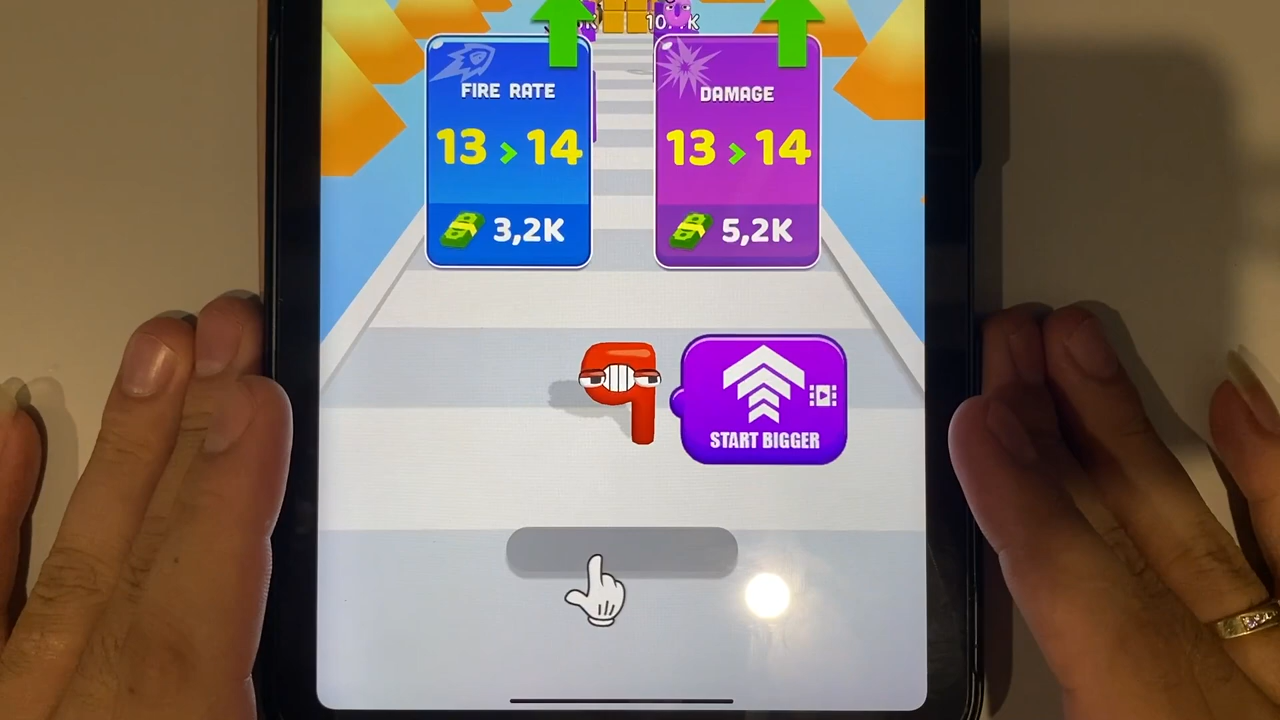 FIRE RATE
13 > 14
3,2K
DAMAGE
13 > 14
5,2K
START BIGGER